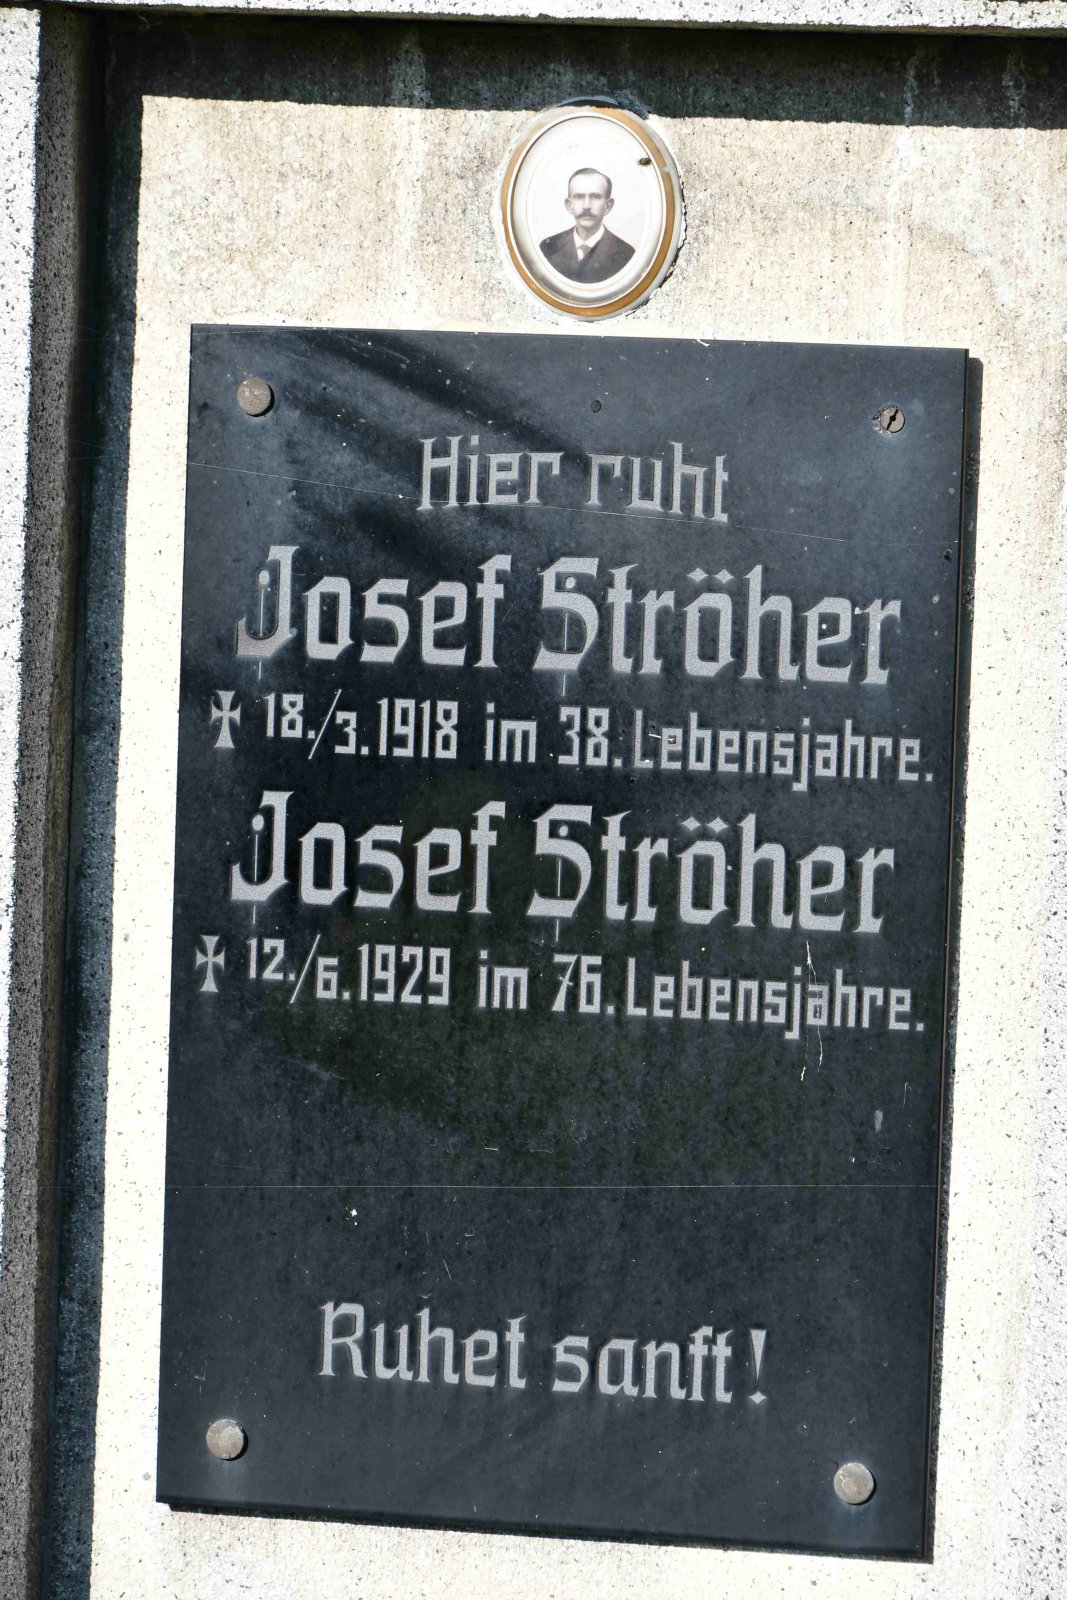 Hier ruht
Josef Ströher
✠ 18./3.1918 im 38. Lebensjahre.
Josef Ströher
✠ 12./6.1929 im 76. Lebensjahre.
Ruhet sanft!